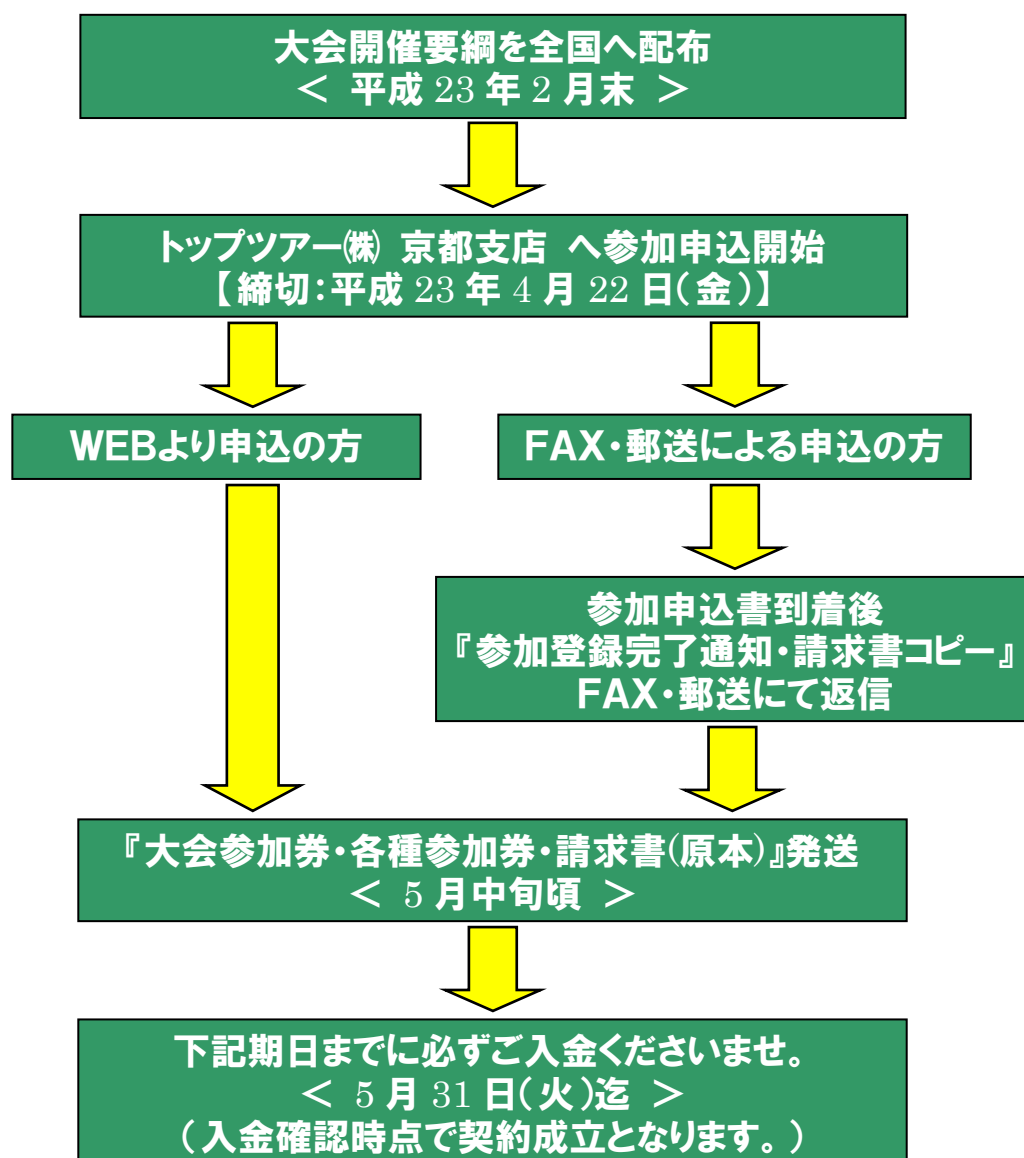 大会開催要綱を全国へ配布
＜ 平成 23 年 2 月末 ＞
トップツアー㈱ 京都支店 へ参加申込開始
【締切：平成 23 年 4 月 22 日（金）】
WEBより申込の方
FAX・郵送による申込の方
参加申込書到着後
『参加登録完了通知・請求書コピー』
FAX・郵送にて返信
『大会参加券・各種参加券・請求書(原本)』発送
＜ 5 月中旬頃 ＞
下記期日までに必ずご入金くださいませ。
＜ 5 月 31 日（火）迄 ＞
（入金確認時点で契約成立となります。）